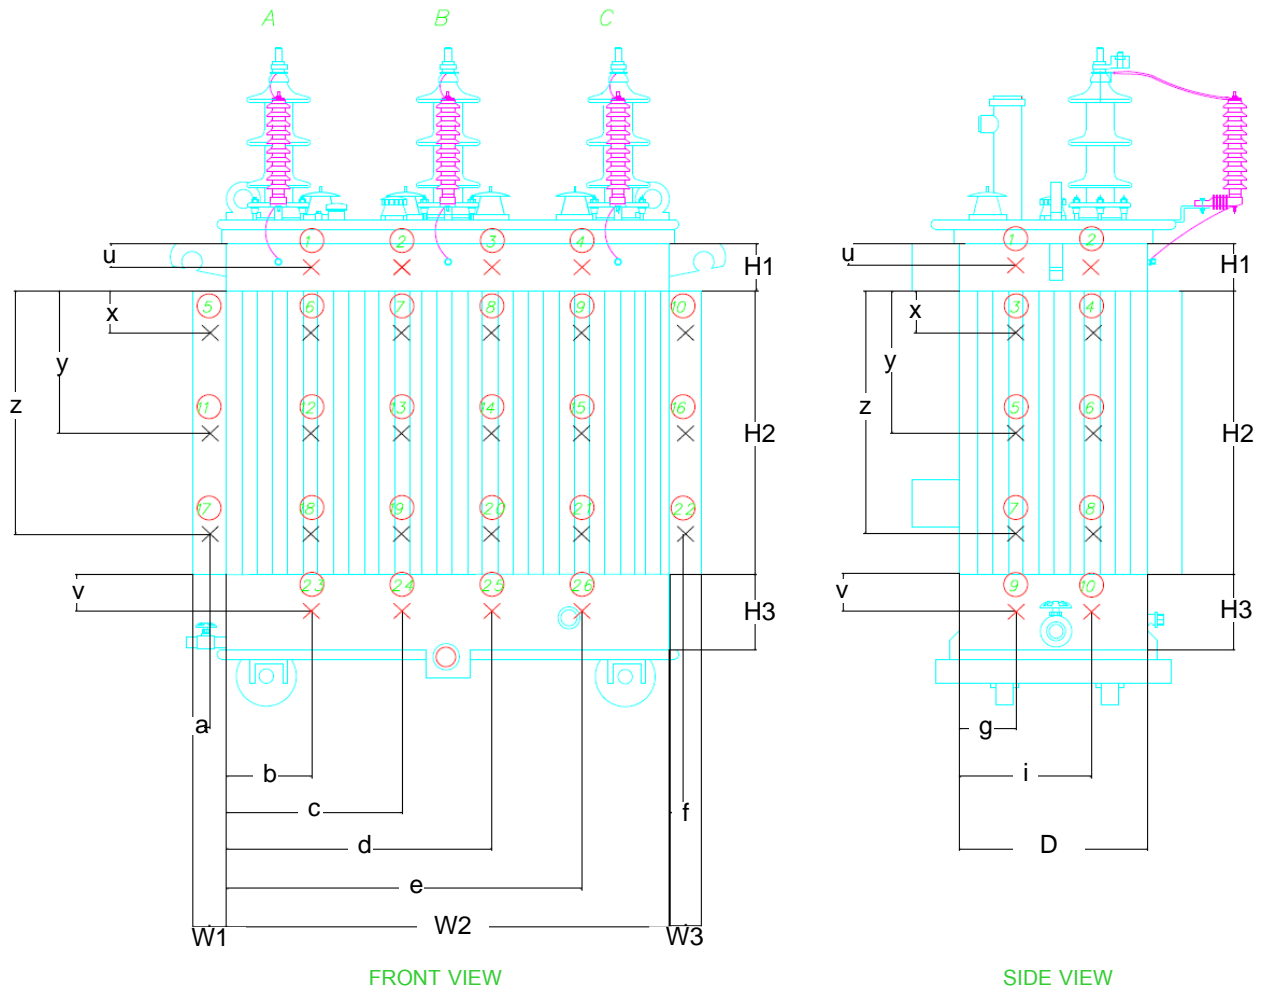 A B C
1 2 3 4
1 2
u
H1
u
H1
5 6 7 8 9 10
3 4
x
x
y
y
z
z
11 12 13 14 15 16
5 6
H2
H2
17 18 19 20 21 22
7 8
23 24 25 26
9 10
v
H3
v
H3
a
g
b
i
c
f
d
D
e
W1
W2
W3
FRONT VIEW
SIDE VIEW